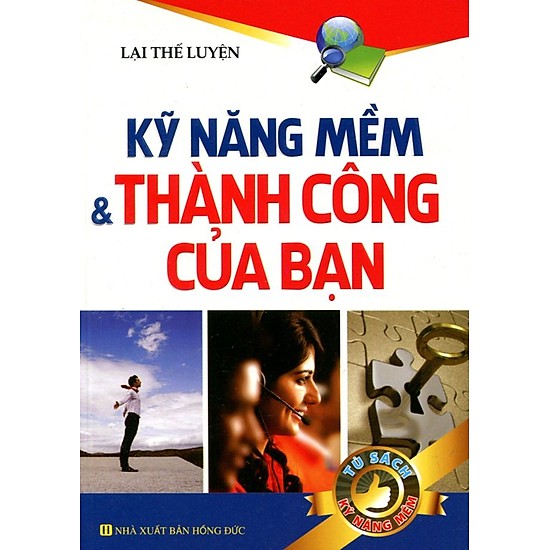 LẠI THẾ LUYỆN
KỸ NĂNG MỀM
& THÀNH CÔNG
CỦA BẠN
TỦ SÁCH
KỸ NĂNG MỀM
NHÀ XUẤT BẢN HỒNG ĐỨC